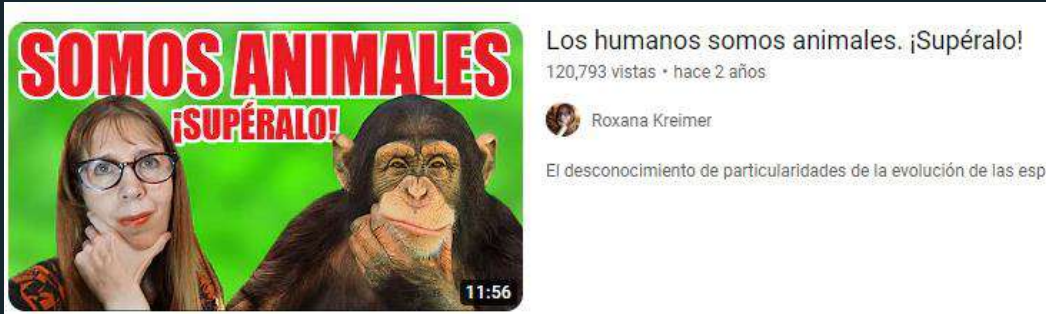 SOMOS ANIMALES
¡SUPÉRALO!
11:56
Los humanos somos animales. ¡Supéralo!
120,793 vistas • hace 2 años
Roxana Kreimer
El desconocimiento de particularidades de la evolución de las esp